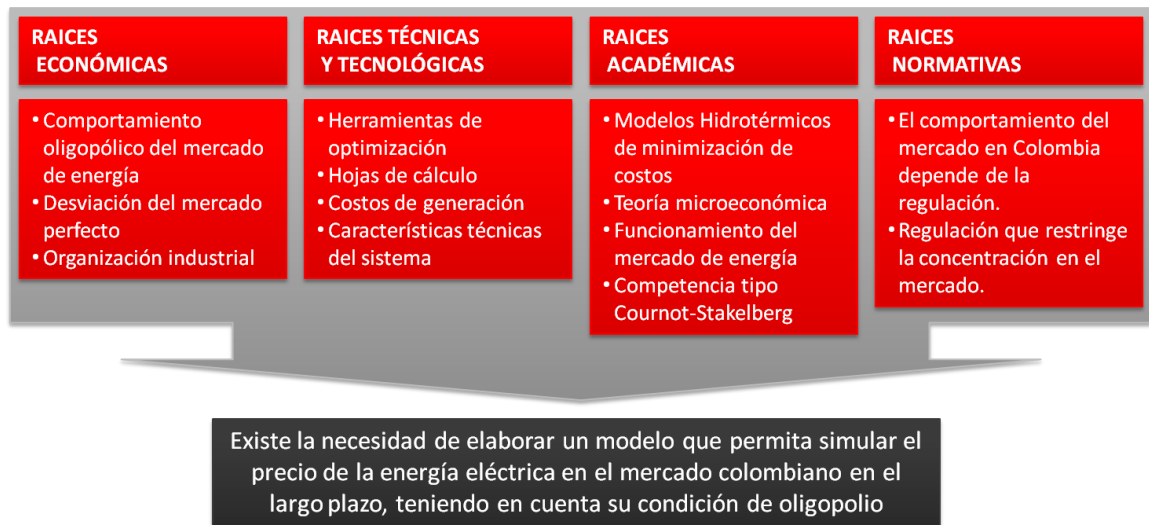 RAICES
ECONÓMICAS
• Comportamiento
oligopólico del mercado
de energía
• Desviación del mercado
perfecto
• Organización industrial
RAICES TÉCNICAS
Y TECNOLÓGICAS
• Herramientas de
optimización
• Hojas de cálculo
• Costos de generación
• Características técnicas
del sistema
RAICES
ACADÉMICAS
• Modelos Hidrotérmicos
de minimización de
costos
• Teoría microeconómica
• Funcionamiento del
mercado de energía
• Competencia tipo
Cournot-Stakelberg
RAICES
NORMATIVAS
• El comportamiento del
mercado en Colombia
depende de la
regulación.
• Regulación que restringe
la concentración en el
mercado.
Existe la necesidad de elaborar un modelo que permita simular el
precio de la energía eléctrica en el mercado colombiano en el
largo plazo, teniendo en cuenta su condición de oligopolio